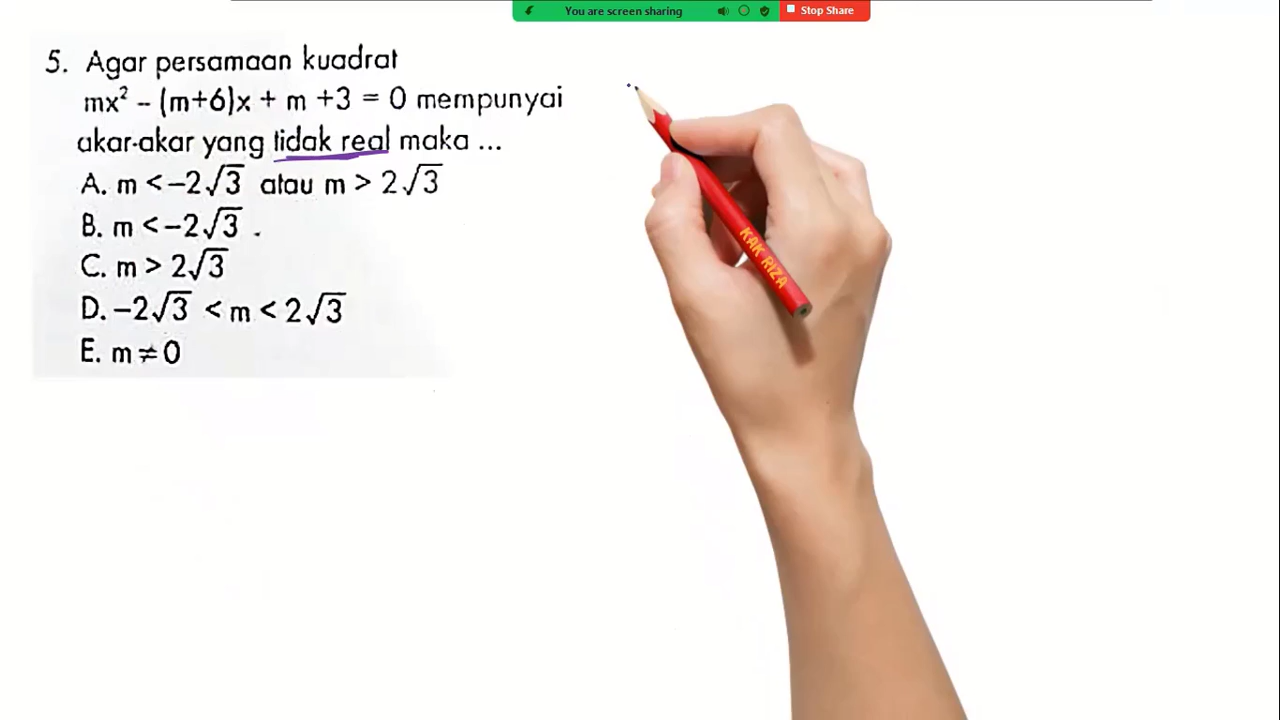 You are screen sharing
Stop Share
5. Agar persamaan kuadrat
mx² - (m+6)x + m +3 = 0 mempunyai
akar-akar yang tidak real maka ...
A. m < -2√3 atau m > 2√3
B. m < -2√3 .
C. m > 2√3
D. -2√3 < m < 2√3
E. m ≠ 0
KAK RIZA